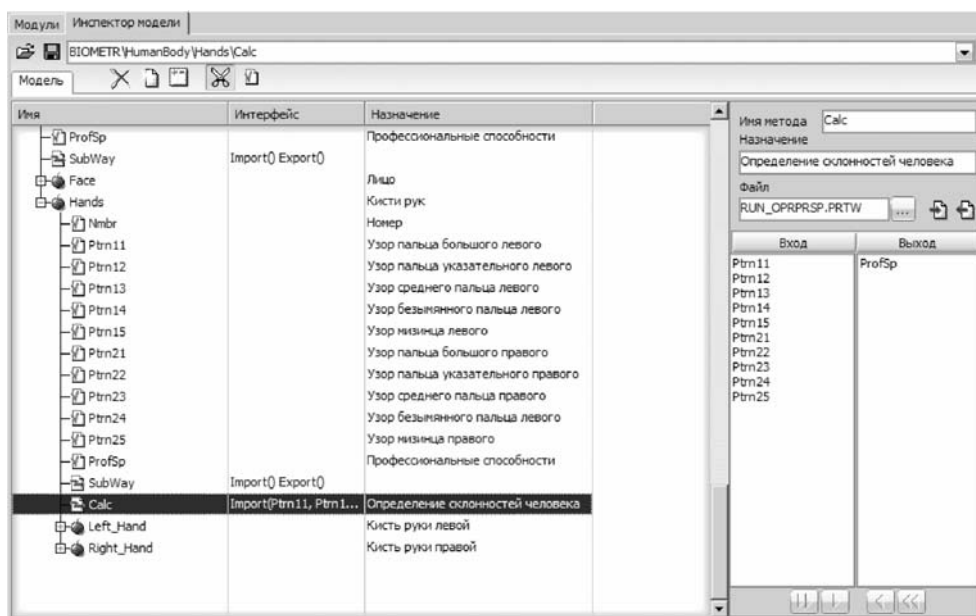 Модули Инспектор модели
BIOMETR\HumanBody\Hands\Calc
Модель
Имя Интерфейс Назначение
ProfSp Профессиональные способности
SubWay Import() Export()
Face Лицо
Hands Кисти рук
Nmbr Номер
Ptrn11 Узор пальца большого левого
Ptrn12 Узор пальца указательного левого
Ptrn13 Узор среднего пальца левого
Ptrn14 Узор безымянного пальца левого
Ptrn15 Узор мизинца левого
Ptrn21 Узор пальца большого правого
Ptrn22 Узор пальца указательного правого
Ptrn23 Узор среднего пальца правого
Ptrn24 Узор безымянного пальца левого
Ptrn25 Узор мизинца правого
ProfSp Профессиональные способности
SubWay Import() Export()
Calc Import(Ptrn11, Ptrn1... Определение склонностей человека
Left_Hand Кисть руки левой
Right_Hand Кисть руки правой
Имя метода Calc
Назначение
Определение склонностей человека
Файл
RUN_OPRPRSP.PRTW ...
Вход Выход
Ptrn11 ProfSp
Ptrn12
Ptrn13
Ptrn14
Ptrn15
Ptrn21
Ptrn22
Ptrn23
Ptrn24
Ptrn25